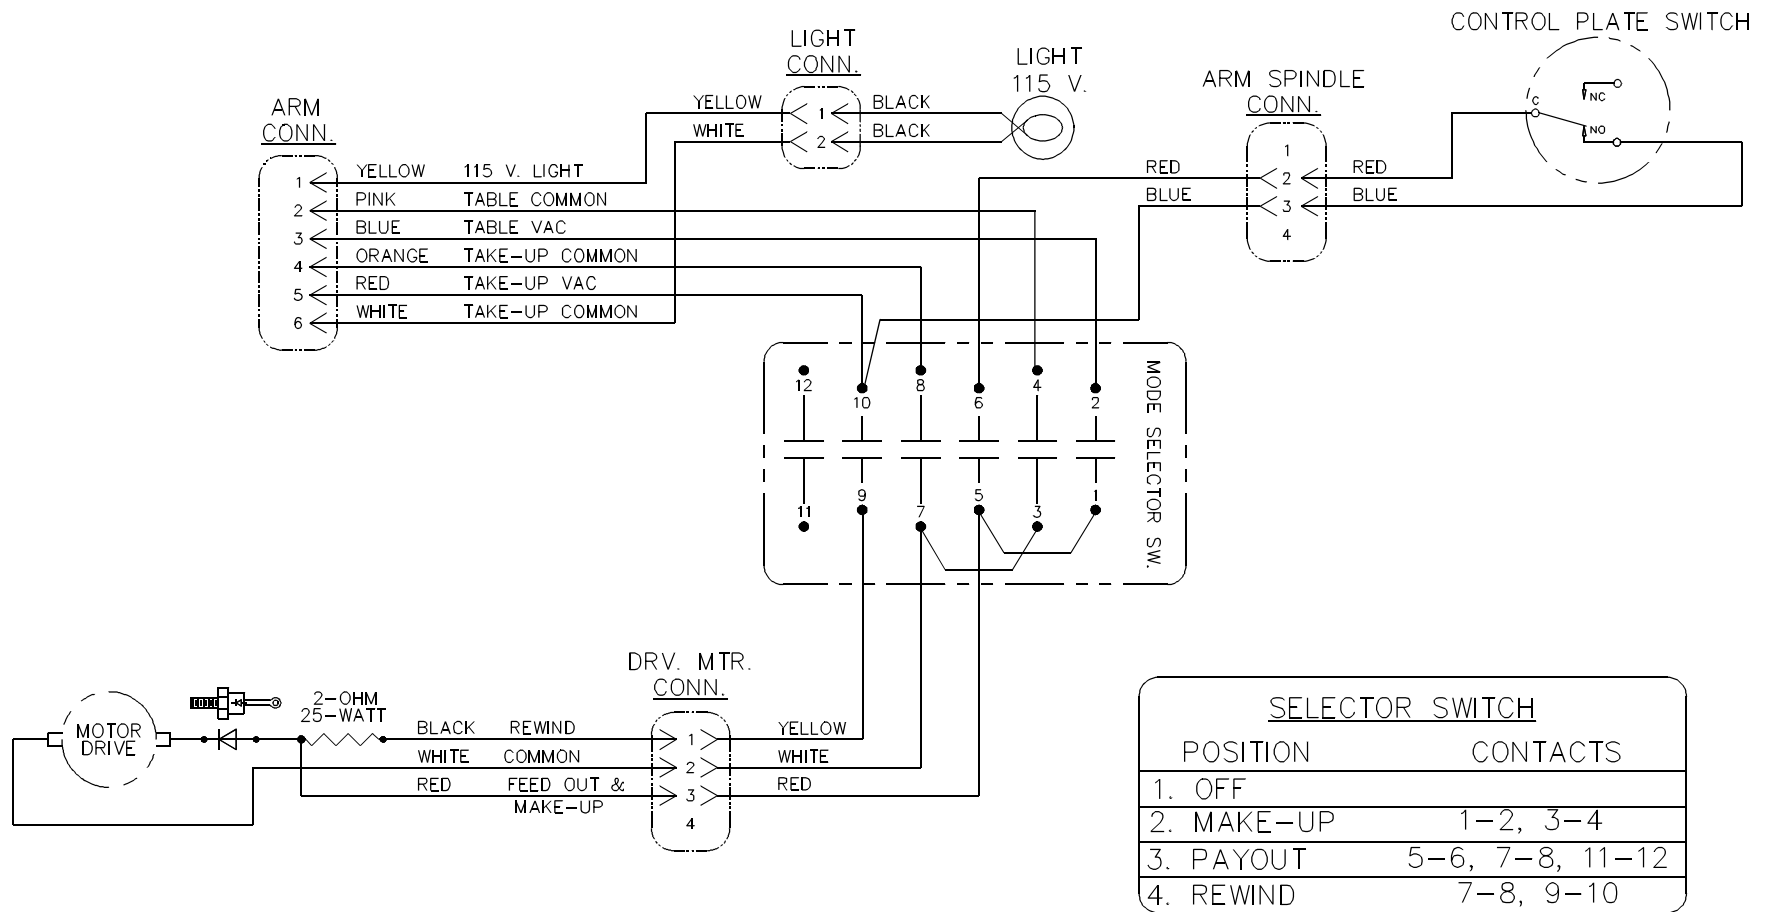 CONTROL PLATE SWITCH
LIGHT
CONN.
LIGHT
115 V.
ARM SPINDLE
CONN.
ARM
CONN.
C
NC
NO
YELLOW
WHITE
1
2
BLACK
BLACK
1
2
3
4
RED
BLUE
RED
BLUE
1 YELLOW 115 V. LIGHT
2 PINK TABLE COMMON
3 BLUE TABLE VAC
4 ORANGE TAKE-UP COMMON
5 RED TAKE-UP VAC
6 WHITE TAKE-UP COMMON
12
10
8
6
4
2
MODE SELECTOR SW.
11
9
7
5
3
1
DRV. MTR.
CONN.
MOTOR
DRIVE
2-OHM
25-WATT
BLACK REWIND 1 YELLOW
WHITE COMMON 2 WHITE
RED FEED OUT & 3 RED
MAKE-UP
4
SELECTOR SWITCH
POSITION CONTACTS
1. OFF
2. MAKE-UP 1-2, 3-4
3. PAYOUT 5-6, 7-8, 11-12
4. REWIND 7-8, 9-10